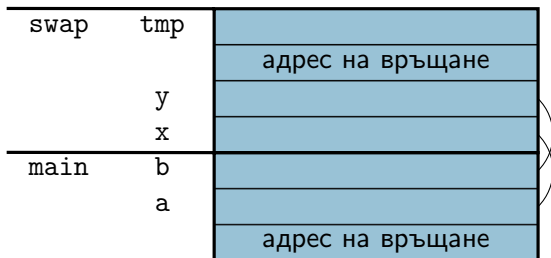 swap tmp
адрес на връщане
y
x
main b
a
адрес на връщане